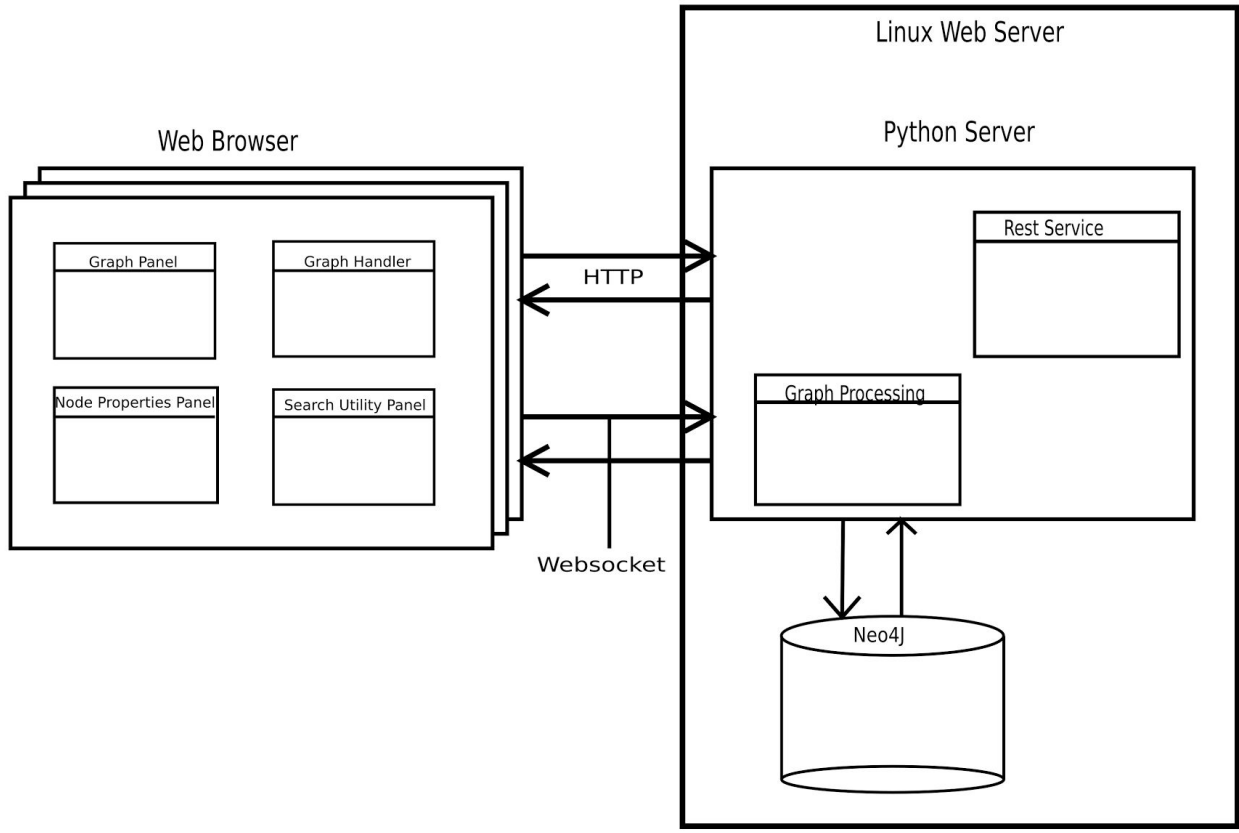 Linux Web Server
Web Browser
Python Server
Graph Panel
Graph Handler
Node Properties Panel
Search Utility Panel
HTTP
Websocket
Rest Service
Graph Processing
Neo4J